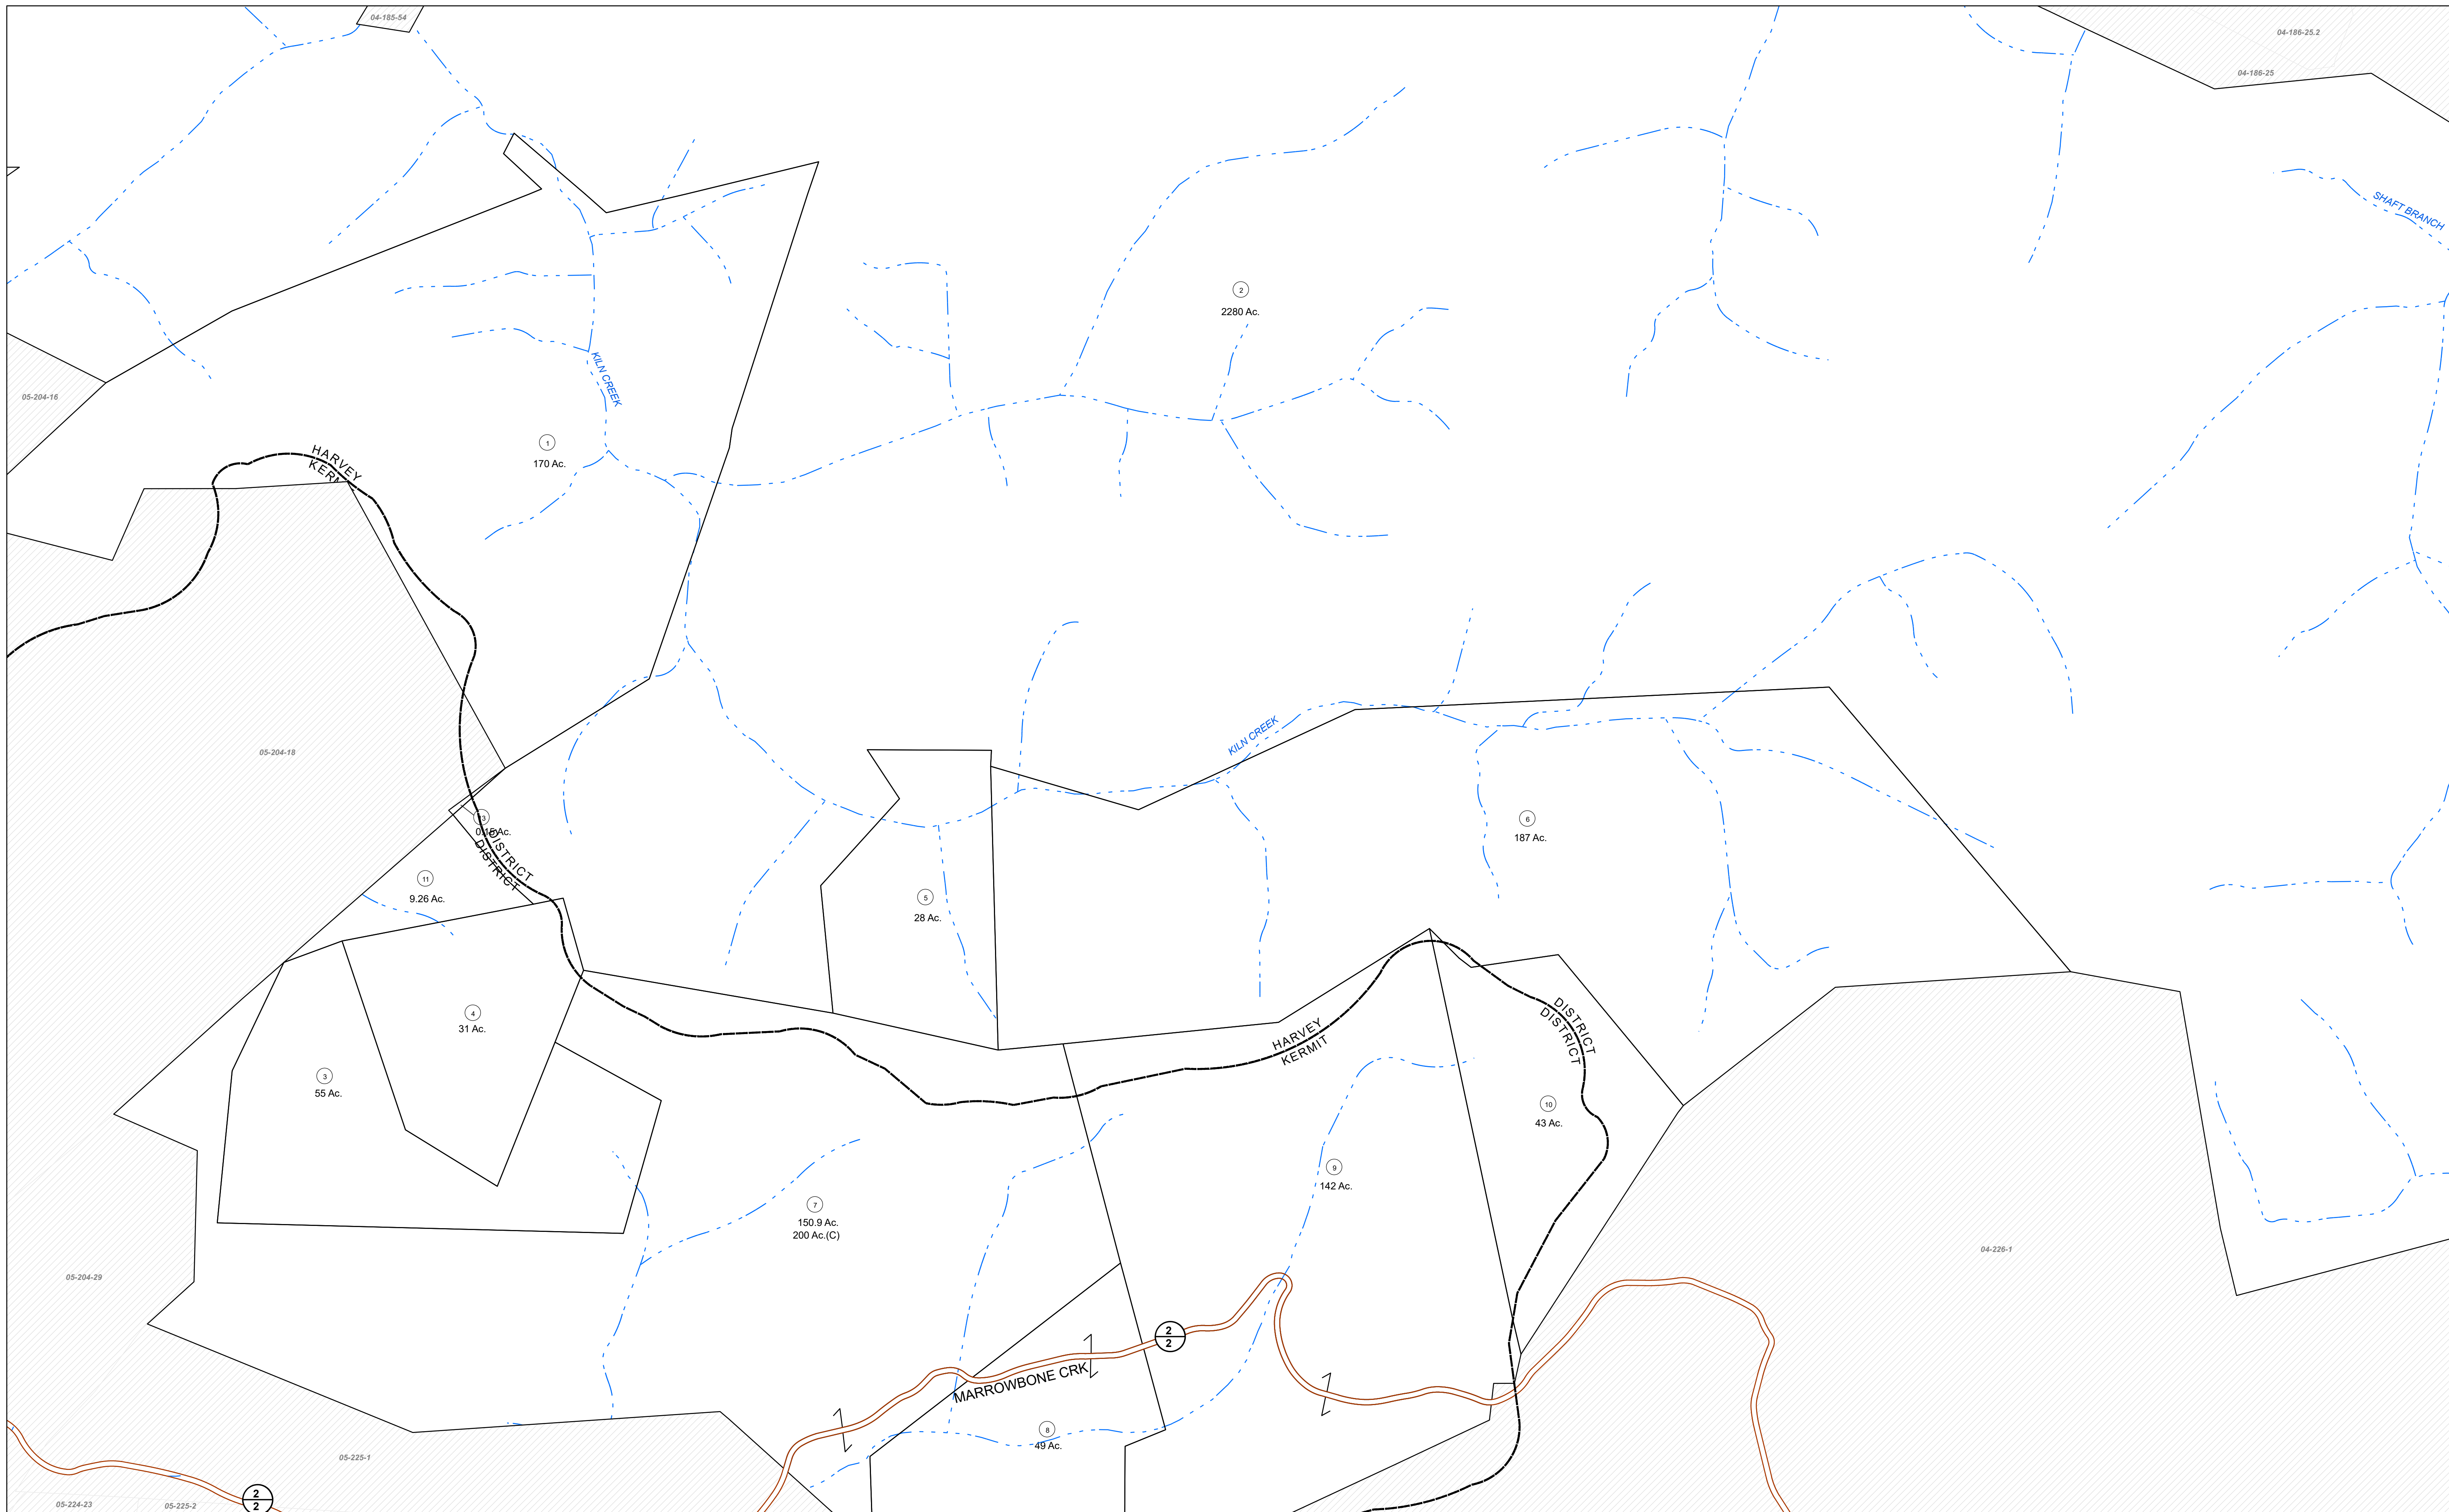 04-185-54
04-186-25.2
04-186-25
SHAFT BRANCH
2
2280 Ac.
KILN CREEK
05-204-16
1
170 Ac.
HARVEY
05-204-18
KILN CREEK
13
0.15 Ac.
6
187 Ac.
DISTRICT
DISTRICT
11
9.26 Ac.
5
28 Ac.
4
31 Ac.
DISTRICT
DISTRICT
HARVEY
KERMIT
3
55 Ac.
10
43 Ac.
9
142 Ac.
7
150.9 Ac.
200 Ac.(C)
04-226-1
05-204-29
2
2
MARROWBONE CRK
8
49 Ac.
05-225-1
2
2
05-224-23
05-225-2